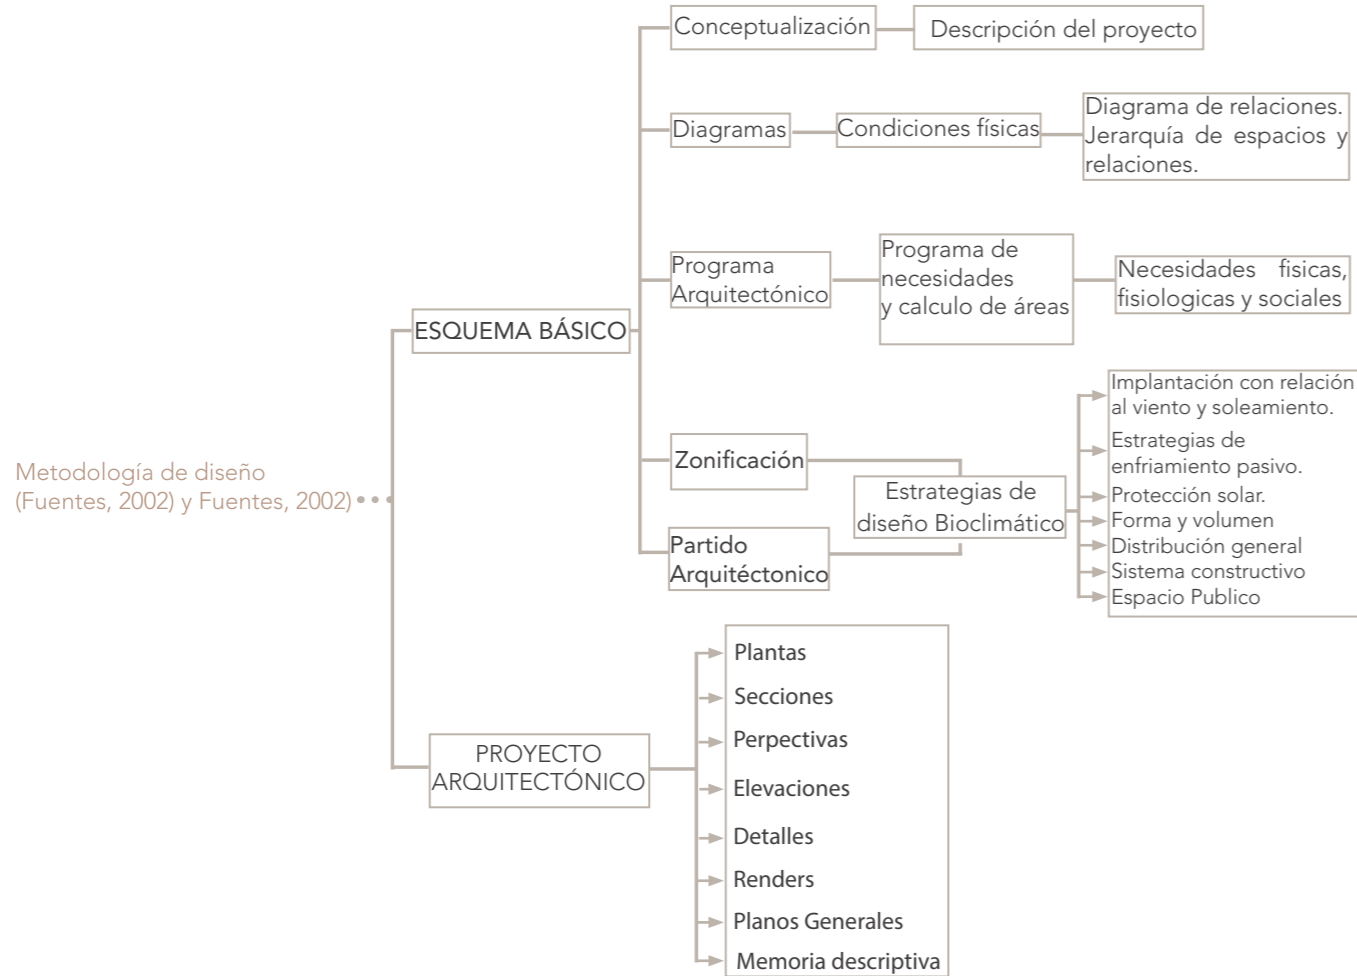 Conceptualización
Descripción del proyecto
Diagramas
Condiciones físicas
Diagrama de relaciones.
Jerarquía de espacios y
relaciones.
Programa
Arquitectónico
Programa de
necesidades
y calculo de áreas
Necesidades fisicas,
fisiologicas y sociales
ESQUEMA BÁSICO
Zonificación
Partido
Arquitéctonico
Estrategias de
diseño Bioclimático
Implantación con relación
al viento y soleamiento.
Estrategias de
enfriamiento pasivo.
Protección solar.
Forma y volumen
Distribución general
Sistema constructivo
Espacio Publico
Metodología de diseño
(Fuentes, 2002) y Fuentes, 2002)
PROYECTO
ARQUITECTÓNICO
Plantas
Secciones
Perpectivas
Elevaciones
Detalles
Renders
Planos Generales
Memoria descriptiva